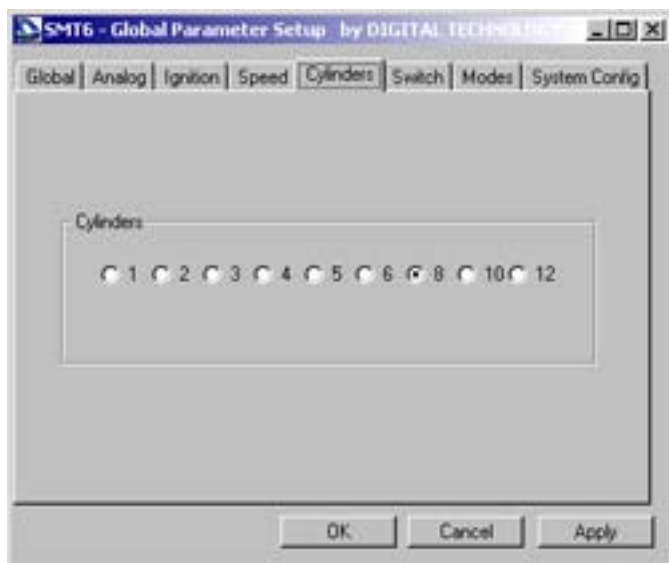 SMT6 - Global Parameter Setup by DIGITAL
Global Analog Ignition Speed Cylinders Switch Modes System Config
Cylinders
1 2 3 4 5 6 8 10 12
OK Cancel Apply